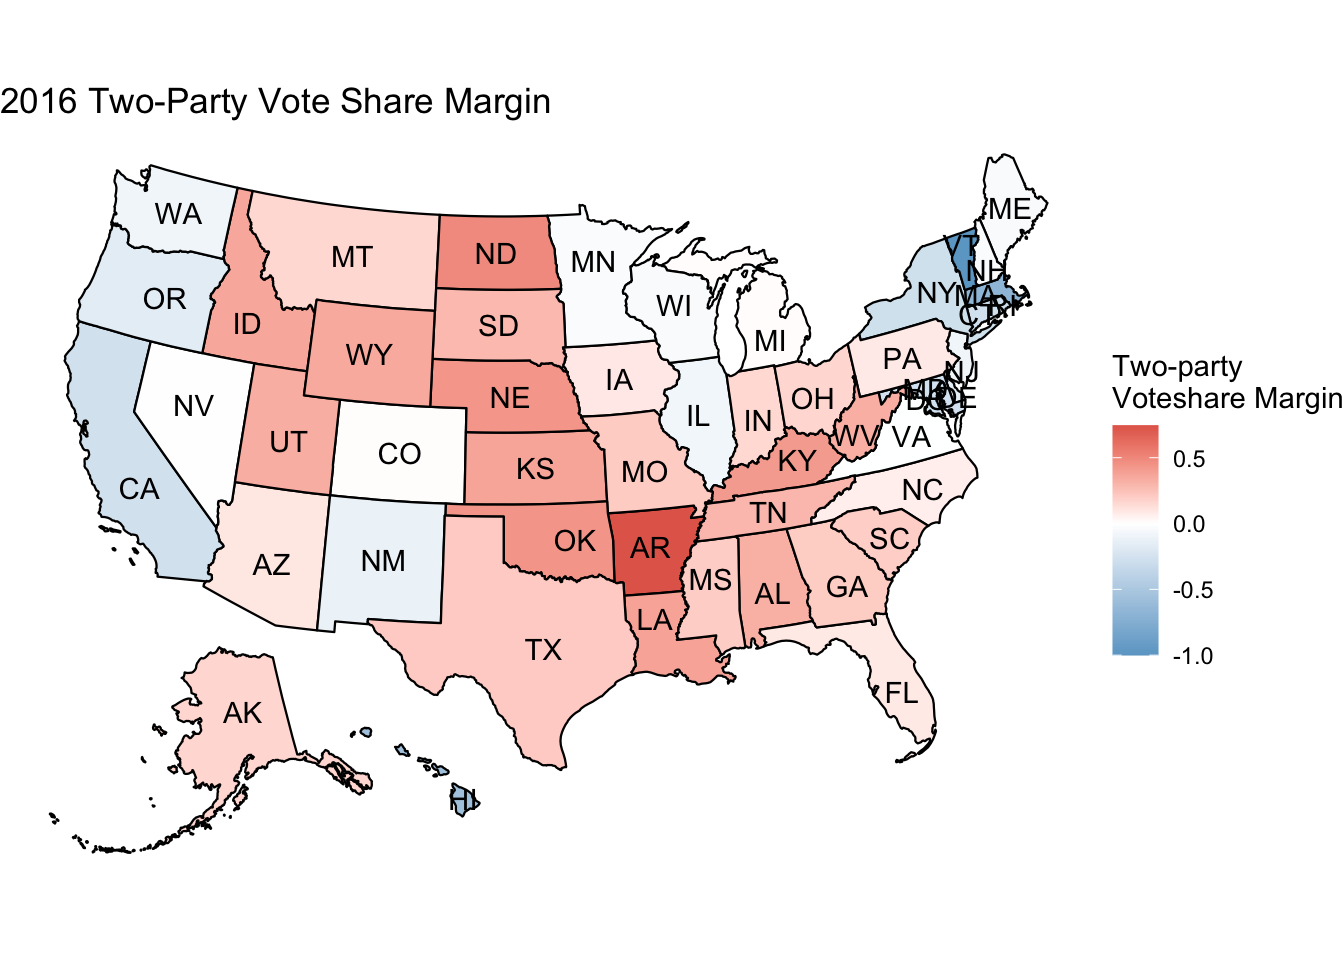 2016 Two-Party Vote Share Margin
WA
MT
ND
MN
ME
VT
NH
OR
ID
SD
WI
NY
MA
CT
RI
WY
MI
PA
NV
UT
CO
NE
IA
IL
IN
OH
NJ
MD
DE
DC
WV
VA
CA
KS
MO
KY
NC
AZ
NM
OK
AR
TN
SC
MS
AL
GA
TX
LA
FL
AK
HI
Two-party
Voteshare Margin
0.5
0.0
-0.5
-1.0